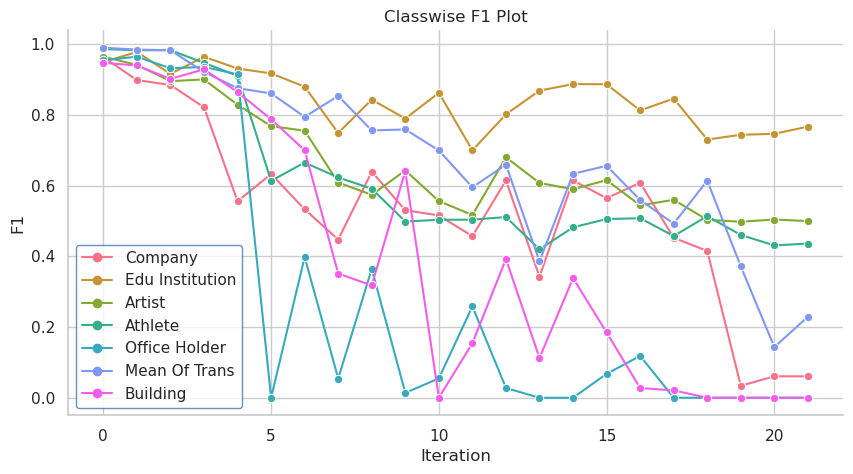 Classwise F1 Plot
1.0
0.8
0.6
0.4
0.2
0.0
F1
Company
Edu Institution
Artist
Athlete
Office Holder
Mean Of Trans
Building
0 5 10 15 20
Iteration